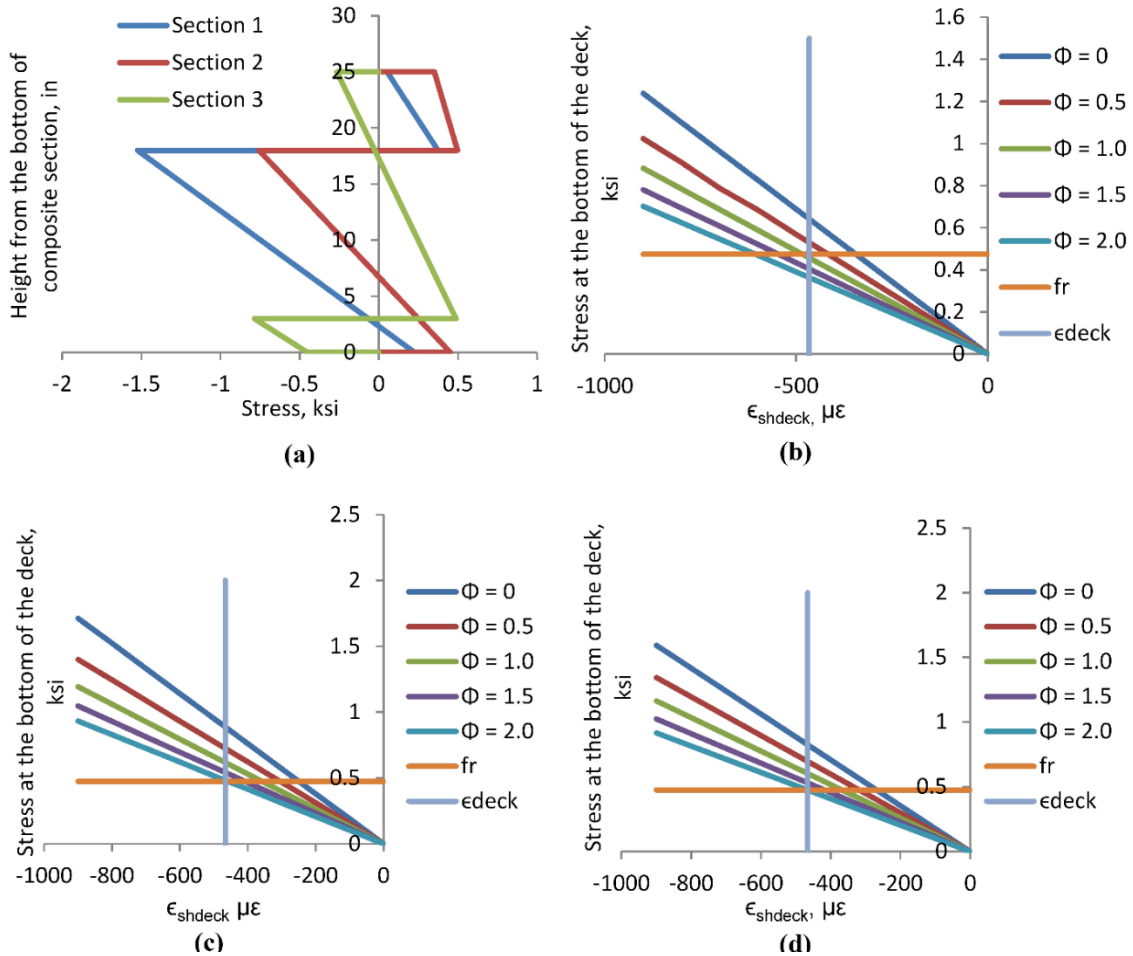 Height from the bottom of
composite section, in
30
25
20
15
10
5
0
Section 1
Section 2
Section 3
-2 -1.5 -1 -0.5 0 0.5 1
Stress, ksi
(a)
Stress at the bottom of the deck,
ksi
1.6
1.4
1.2
1
0.8
0.6
0.4
0.2
0
Φ = 0
Φ = 0.5
Φ = 1.0
Φ = 1.5
Φ = 2.0
fr
єdeck
-1000 -500 0
єshdeck, με
(b)
Stress at the bottom of the deck,
ksi
2.5
2
1.5
1
0.5
0
Φ = 0
Φ = 0.5
Φ = 1.0
Φ = 1.5
Φ = 2.0
fr
єdeck
-1000 -800 -600 -400 -200 0
єshdeck με
(c)
Stress at the bottom of the deck,
ksi
2.5
2
1.5
1
0.5
0
Φ = 0
Φ = 0.5
Φ = 1.0
Φ = 1.5
Φ = 2.0
fr
єdeck
-1000 -800 -600 -400 -200 0
єshdeck, με
(d)